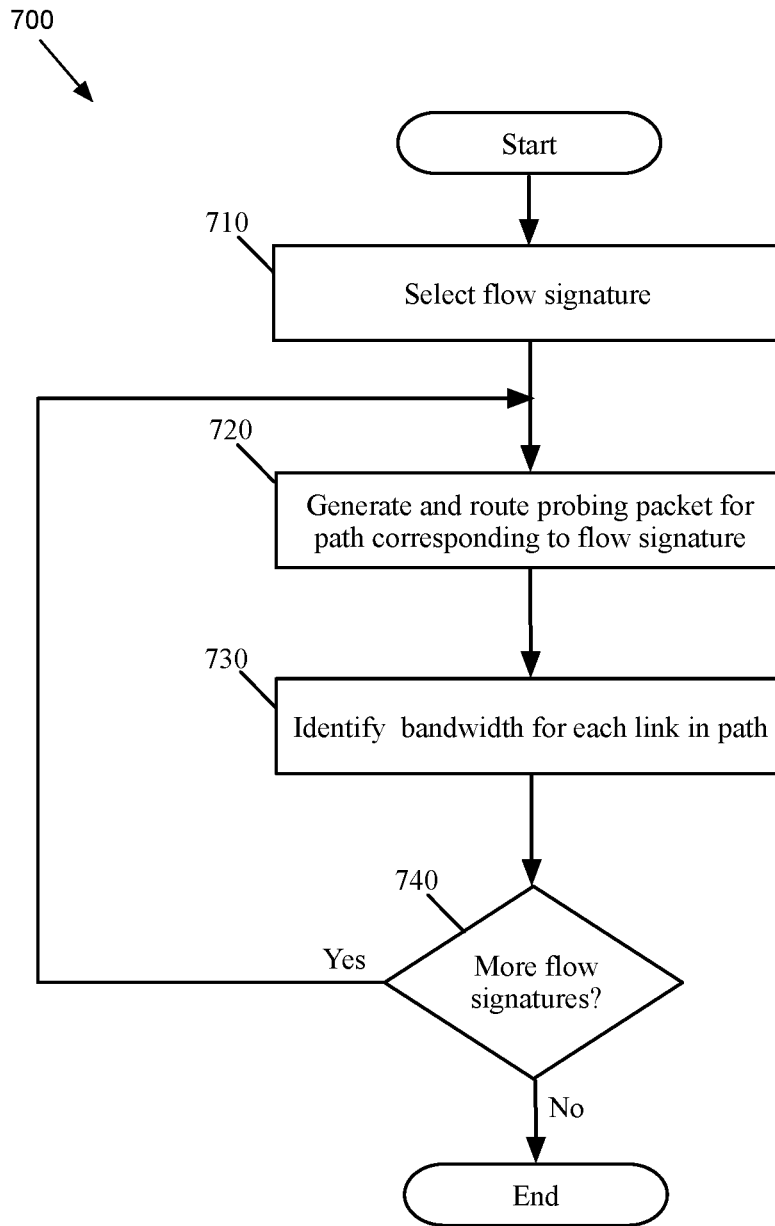 700
Start
710
Select flow signature
720
Generate and route probing packet for
path corresponding to flow signature
730
Identify bandwidth for each link in path
740
Yes
More flow
signatures?
No
End